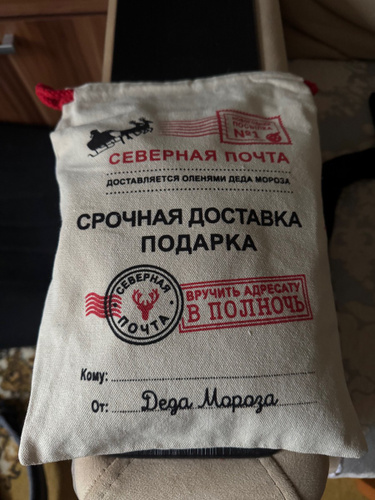 ПОСЫЛКА
№1
СЕВЕРНАЯ ПОЧТА
ДОСТАВЛЯЕТСЯ ОЛЕНЯМИ ДЕДА МОРОЗА
СРОЧНАЯ ДОСТАВКА
ПОДАРКА
СЕВЕРНАЯ
ПОЧТА
ВРУЧИТЬ АДРЕСАТУ
В ПОЛНОЧЬ
Кому:
От: Деда Мороза